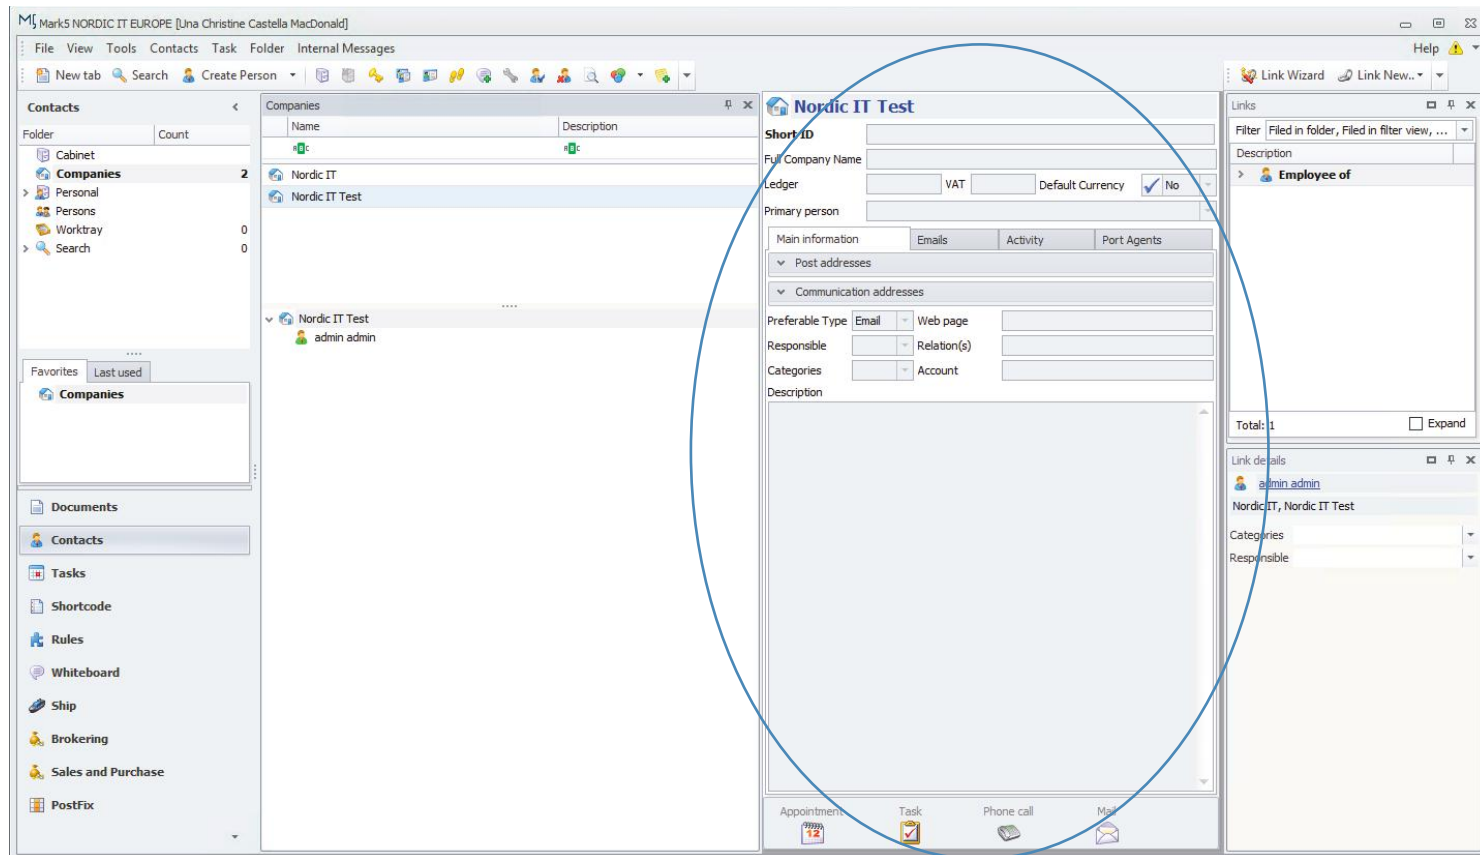 Mark5 NORDIC IT EUROPE [Una Christine Castella MacDonald]
File View Tools Contacts Task Folder Internal Messages
Help
New tab Search Create Person
Link Wizard Link New..
Contacts
Folder Count
Cabinet
Companies 2
Personal
Persons
Worktray 0
Search 0
Favorites Last used
Companies
Documents
Contacts
Tasks
Shortcode
Rules
Whiteboard
Ship
Brokering
Sales and Purchase
PostFix
Companies
Name Description
Nordic IT
Nordic IT Test
Nordic IT Test
admin admin
Nordic IT Test
Short ID
Full Company Name
Ledger VAT Default Currency No
Primary person
Main information Emails Activity Port Agents
Post addresses
Communication addresses
Preferable Type Email Web page
Responsible Relation(s)
Categories Account
Description
Appointment Task Phone call Mail
12
Links
Filter Filed in folder, Filed in filter view, ...
Description
Employee of
Total: 1 Expand
Link details
admin admin
Nordic IT, Nordic IT Test
Categories
Responsible